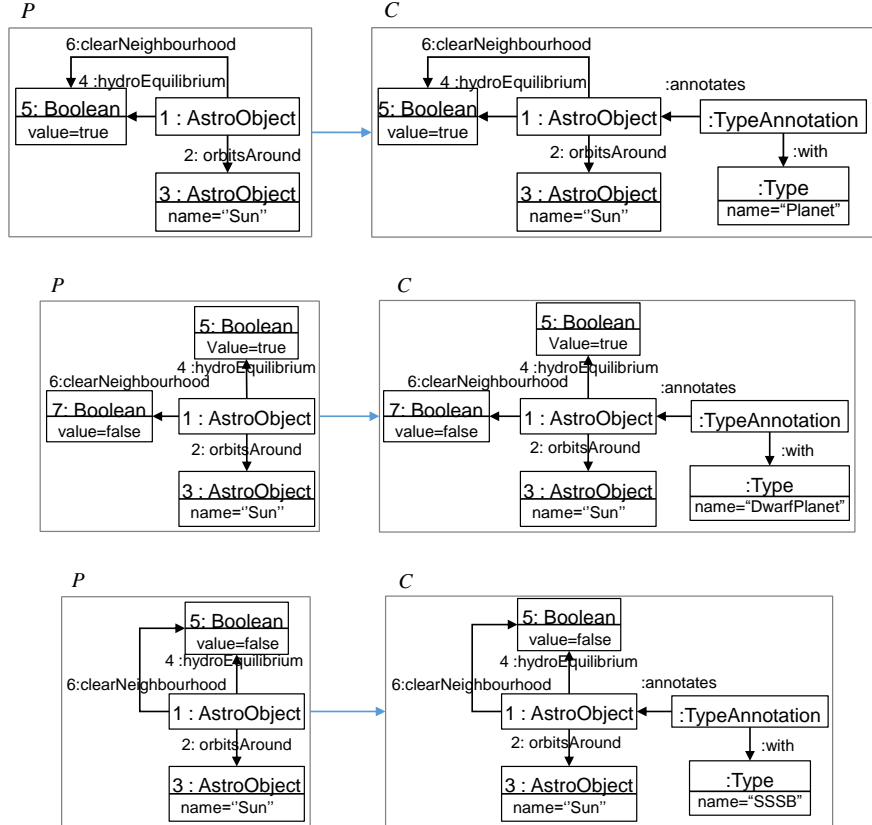 P
C
6:clearNeighbourhood
6:clearNeighbourhood
4 :hydroEquilibrium
4 :hydroEquilibrium
:annotates
5: Boolean
value=true
1 : AstroObject
5: Boolean
value=true
1 : AstroObject
:TypeAnnotation
2: orbitsAround
2: orbitsAround
:with
3 : AstroObject
name=''Sun''
3 : AstroObject
name=''Sun''
:Type
name="Planet"
P
C
5: Boolean
Value=true
5: Boolean
Value=true
4 :hydroEquilibrium
4 :hydroEquilibrium
6:clearNeighbourhood
6:clearNeighbourhood
:annotates
7: Boolean
value=false
1 : AstroObject
7: Boolean
value=false
1 : AstroObject
:TypeAnnotation
2: orbitsAround
2: orbitsAround
:with
3 : AstroObject
name=''Sun''
3 : AstroObject
name=''Sun''
:Type
name="DwarfPlanet"
P
C
5: Boolean
value=false
5: Boolean
value=false
4 :hydroEquilibrium
4 :hydroEquilibrium
6:clearNeighbourhood
6:clearNeighbourhood
:annotates
1 : AstroObject
1 : AstroObject
:TypeAnnotation
2: orbitsAround
2: orbitsAround
:with
3 : AstroObject
name=''Sun''
3 : AstroObject
name=''Sun''
:Type
name="SSSB"